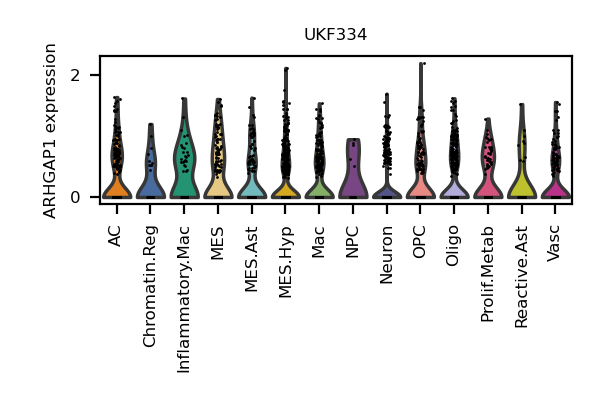 UKF334
ARHGAP1 expression
2
0
AC
Chromatin.Reg
Inflammatory.Mac
MES
MES.Ast
MES.Hyp
Mac
NPC
Neuron
OPC
Oligo
Prolif.Metab
Reactive.Ast
Vasc